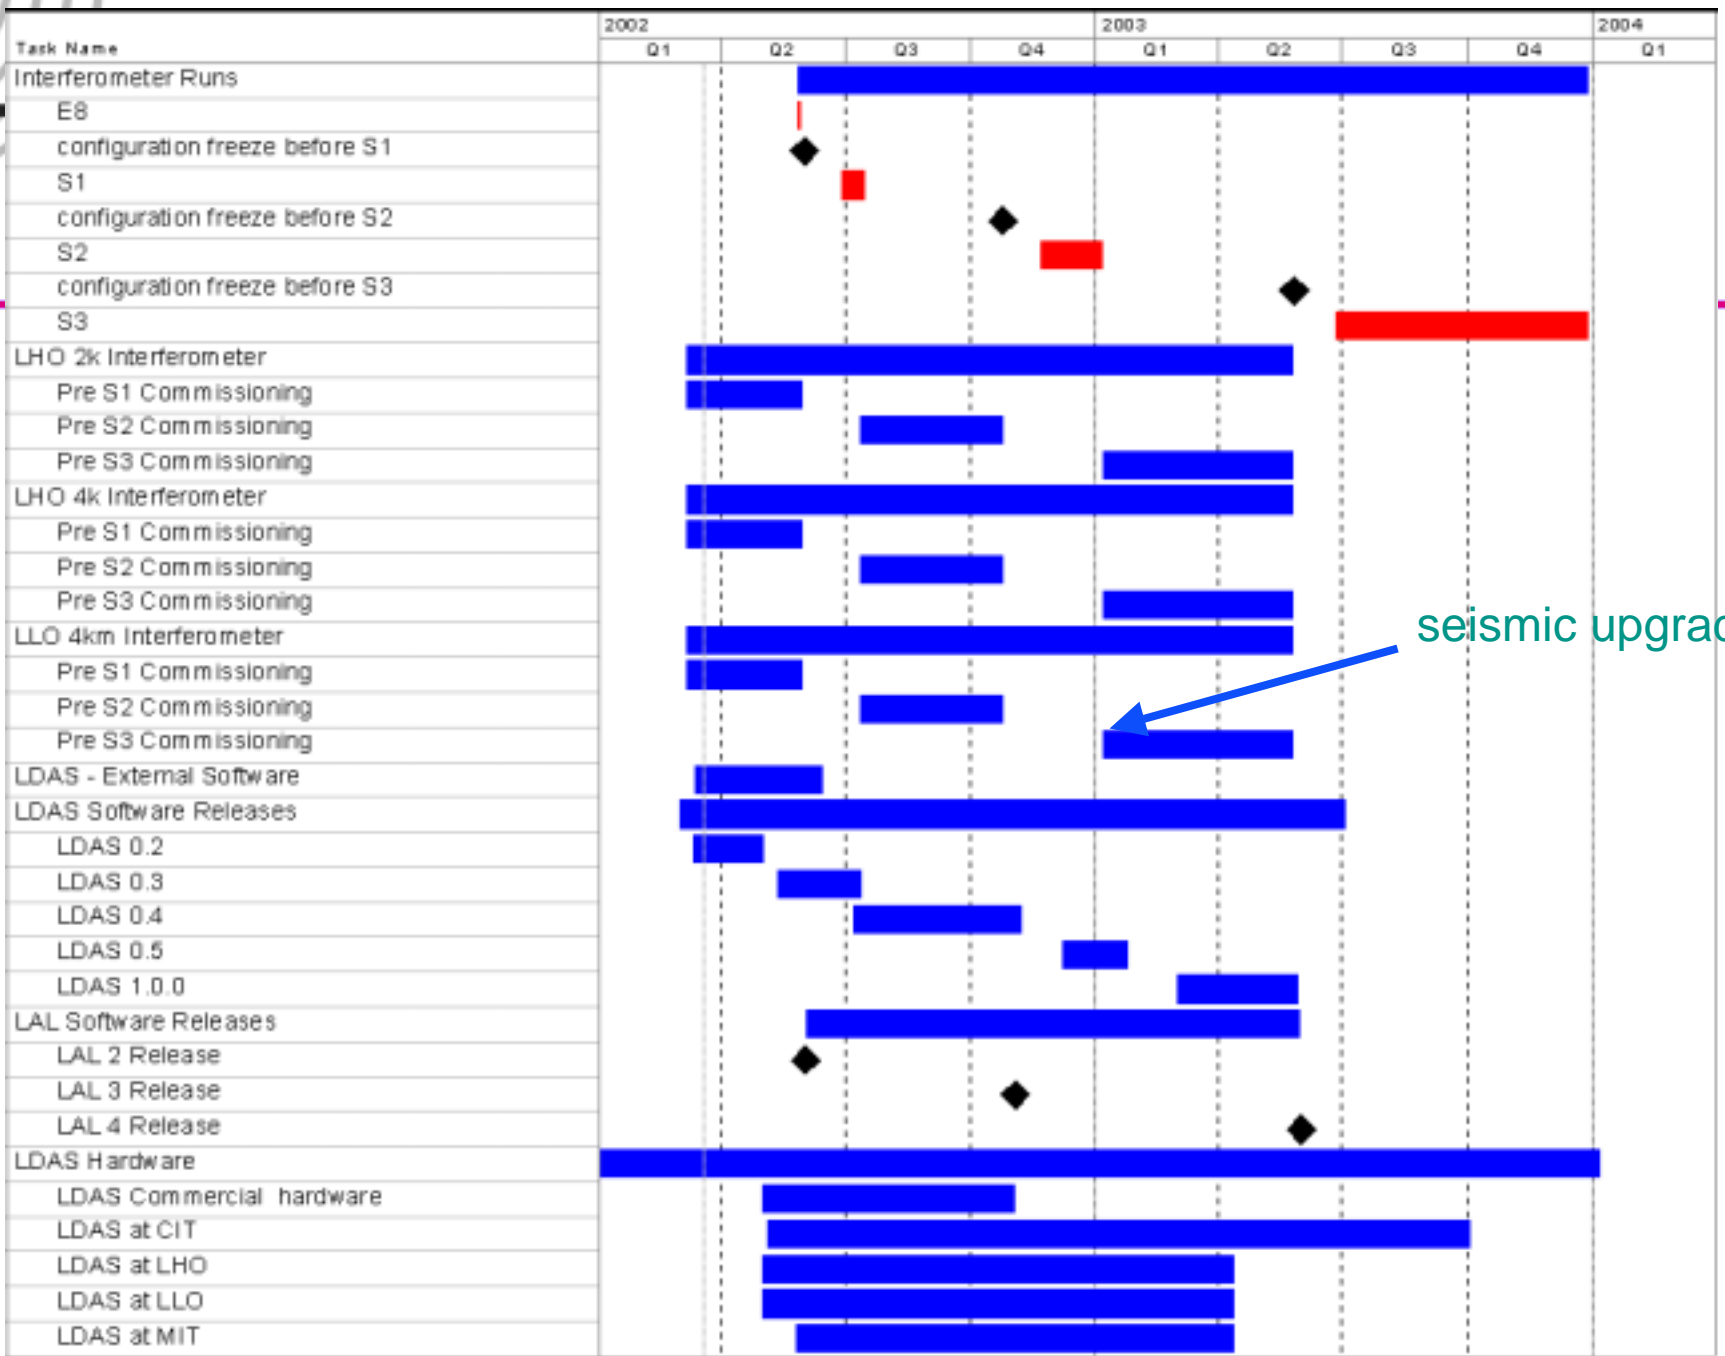 2002 2003 2004
Task Name Q1 Q2 Q3 Q4 Q1 Q2 Q3 Q4 Q1
Interferometer Runs
E8
configuration freeze before S1
S1
configuration freeze before S2
S2
configuration freeze before S3
S3
LHO 2k Interferometer
Pre S1 Commissioning
Pre S2 Commissioning
Pre S3 Commissioning
LHO 4k Interferometer
Pre S1 Commissioning
Pre S2 Commissioning
Pre S3 Commissioning
seismic upgrad
LLO 4km Interferometer
Pre S1 Commissioning
Pre S2 Commissioning
Pre S3 Commissioning
LDAS - External Software
LDAS Software Releases
LDAS 0.2
LDAS 0.3
LDAS 0.4
LDAS 0.5
LDAS 1.0.0
LAL Software Releases
LAL 2 Release
LAL 3 Release
LAL 4 Release
LDAS Hardware
LDAS Commercial hardware
LDAS at CIT
LDAS at LHO
LDAS at LLO
LDAS at MIT